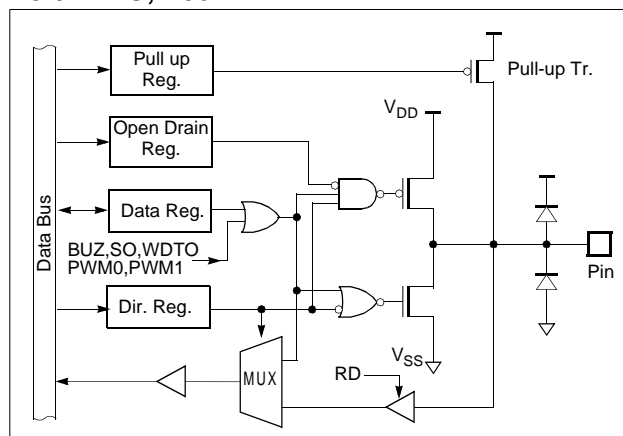 Pull up
Reg.
Pull-up Tr.
VDD
Open Drain
Reg.
Data Bus
Data Reg.
BUZ,SO,WDTO
PWM0,PWM1
Pin
Dir. Reg.
VSS
MUX
RD